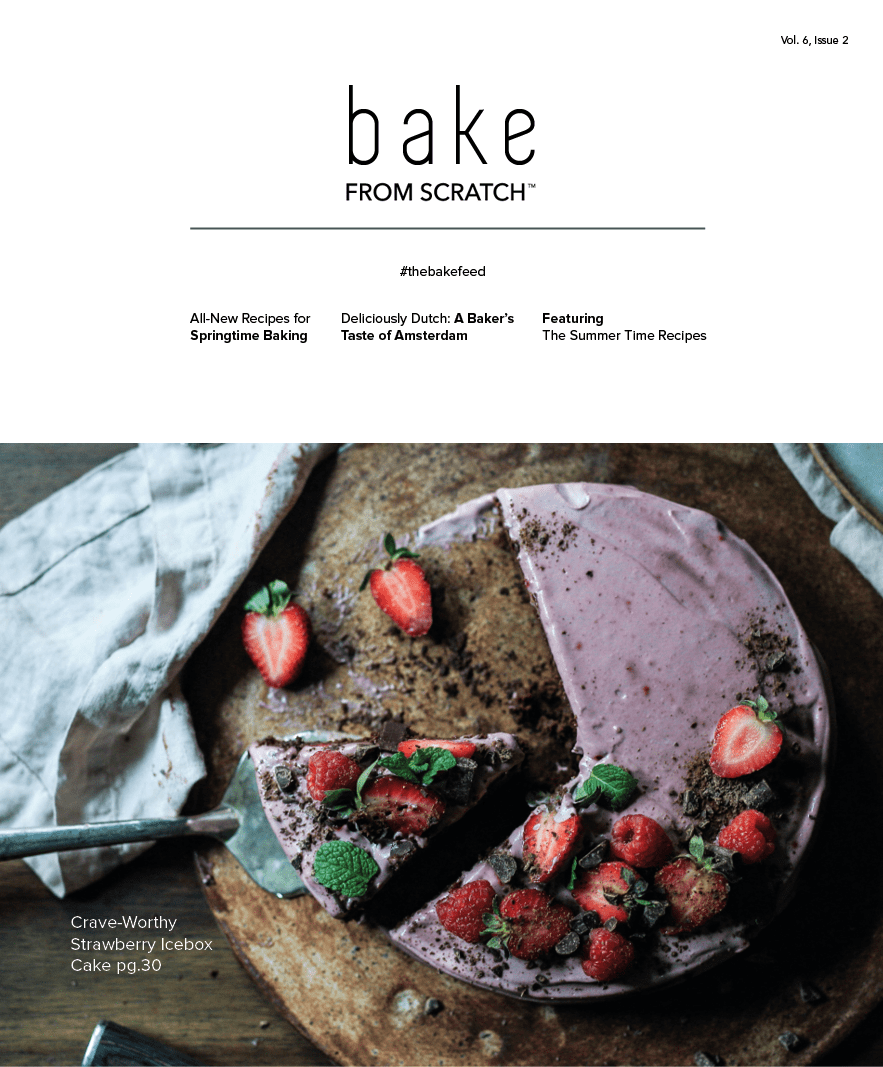 Vol. 6, Issue 2
bake
FROM SCRATCH™
#thebakefeed
All-New Recipes for
Springtime Baking
Deliciously Dutch: A Baker's
Taste of Amsterdam
Featuring
The Summer Time Recipes
Crave-Worthy
Strawberry Icebox
Cake pg.30